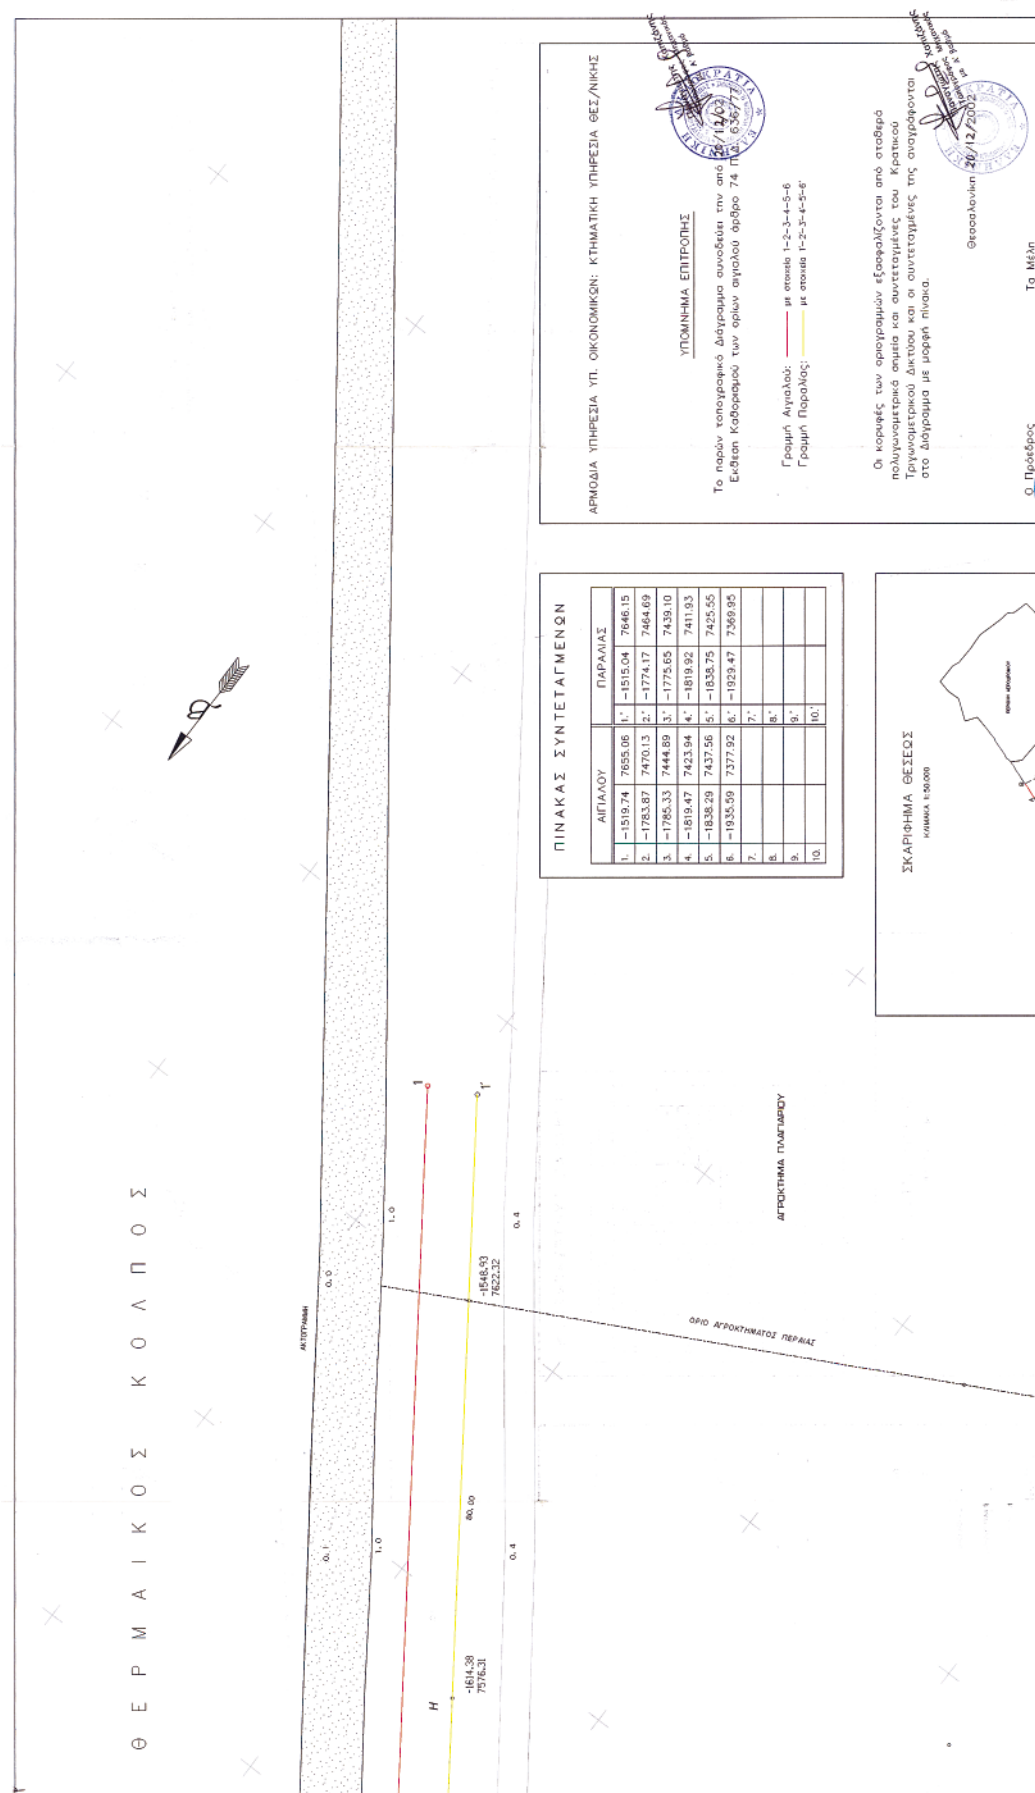 ΑΡΜΟΔΙΑ ΥΠΗΡΕΣΙΑ ΥΠ. ΟΙΚΟΝΟΜΙΚΩΝ: ΚΤΗΜΑΤΙΚΗ ΥΠΗΡΕΣΙΑ ΘΕΣ/ΝΙΚΗΣ
ΥΠΟΜΝΗΜΑ ΕΠΙΤΡΟΠΗΣ
Το παρών τοπογραφικό Διάγραμμα συνοδεύει την από 20/12/02
Εκθεση Καθορισμού των ορίων αιγιαλού άρθρο 74 Π.Δ. 636/77
Γραμμή Αιγιαλού: με στοιχεία 1-2-3-4-5-6
Γραμμή Παραλίας: με στοιχεία 1'-2'-3'-4'-5'-6'
Οι κορυφές των οριογραμμών εξασφαλίζονται από σταθερά
πολυγωνομετρικά σημεία και συντεταγμένες του Κρατικού
Τριγωνομετρικού Δικτύου και οι συντεταγμένες της αναγράφονται
στο Διάγραμμα με μορφή πίνακα.
Θεσσαλονίκη 20/12/2002
Ο Πρόεδρος Τα Μέλη
ΠΙΝΑΚΑΣ ΣΥΝΤΕΤΑΓΜΕΝΩΝ
ΑΙΓΙΑΛΟΥ ΠΑΡΑΛΙΑΣ
1. -1519.74 7655.06 1.' -1515.04 7646.15
2. -1783.87 7470.13 2.' -1774.17 7464.69
3. -1785.33 7444.89 3.' -1775.65 7439.10
4. -1819.47 7423.94 4.' -1819.92 7411.93
5. -1838.29 7437.56 5.' -1838.75 7425.55
6. -1935.59 7377.92 6.' -1929.47 7369.95
7. 7.'
8. 8.'
9. 9.'
10. 10.'
ΣΚΑΡΙΦΗΜΑ ΘΕΣΕΩΣ
ΚΛΙΜΑΚΑ 1:50.000
ΘΕΡΜΑΙΚΟΣ ΚΟΛΠΟΣ
ΑΚΤΟΓΡΑΜΜΗ
0.0
1.0
0.4
1
1'
-1548.93
7622.32
ΟΡΙΟ ΑΓΡΟΚΤΗΜΑΤΟΣ ΠΕΡΑΙΑΣ
ΑΓΡΟΚΤΗΜΑ ΠΛΑΓΙΑΡΙΟΥ
0.1
1.0
80.00
0.4
H
-1614.38
7576.31